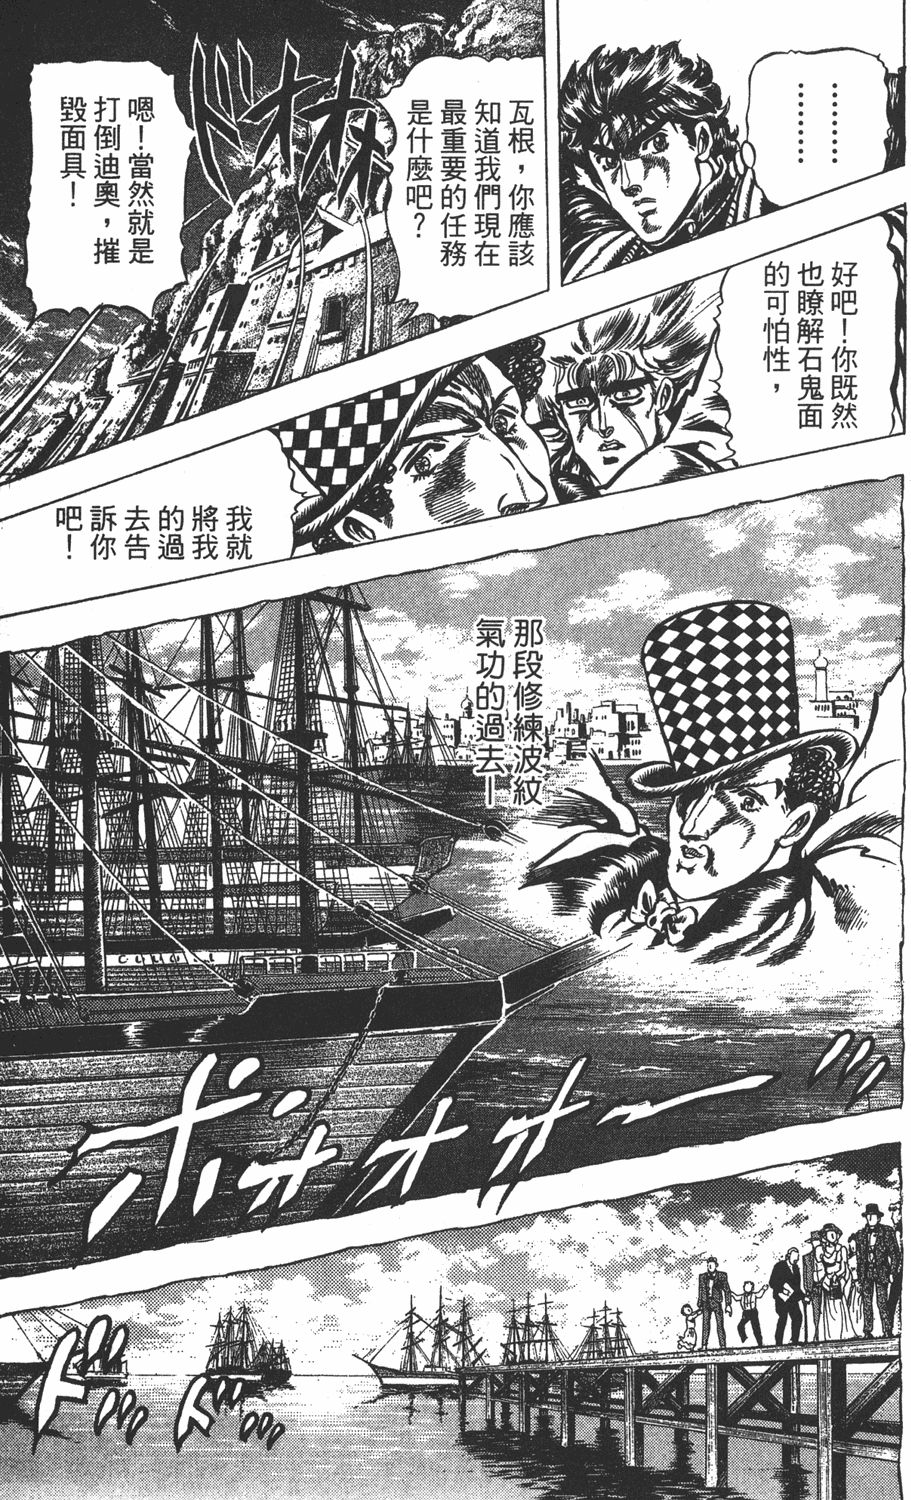 ⋯⋯⋯⋯
瓦根，你應該
知道我們現在
最重要的任務
是什麼吧？
ドオオオ
嗯！當然就是
打倒迪奧，摧
毀面具！
好吧！你既然
也瞭解石鬼面
的可怕性，
我就
將我
的過
去告
訴你
吧！
那段修練波紋
氣功的過去—
ポオオオー
ドド